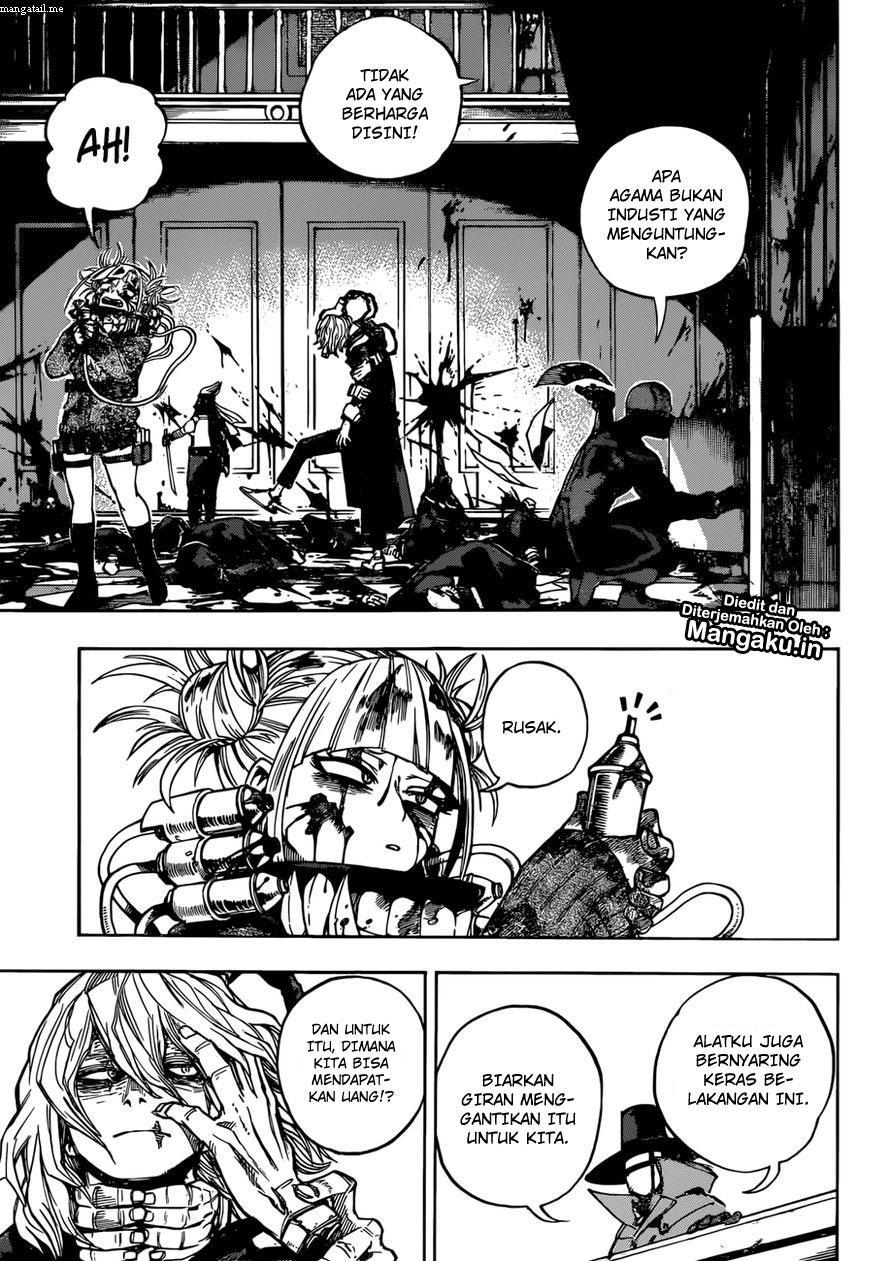 mangatail.me
APA
AGAMA BUKAN
INDUSTI YANG
MENGUNTUNG-
KAN?
TIDAK
ADA YANG
BERHARGA
DISINI!
AH!
Diedit dan
Diterjemahkan Oleh :
Mangaku.in
RUSAK.
ALATKU JUGA
BERNYARING
KERAS BE-
LAKANGAN INI.
BIARKAN
GIRAN MENG-
GANTIKAN ITU
UNTUK KITA.
DAN UNTUK
ITU, DIMANA
KITA BISA
MENDAPAT-
KAN UANG!?